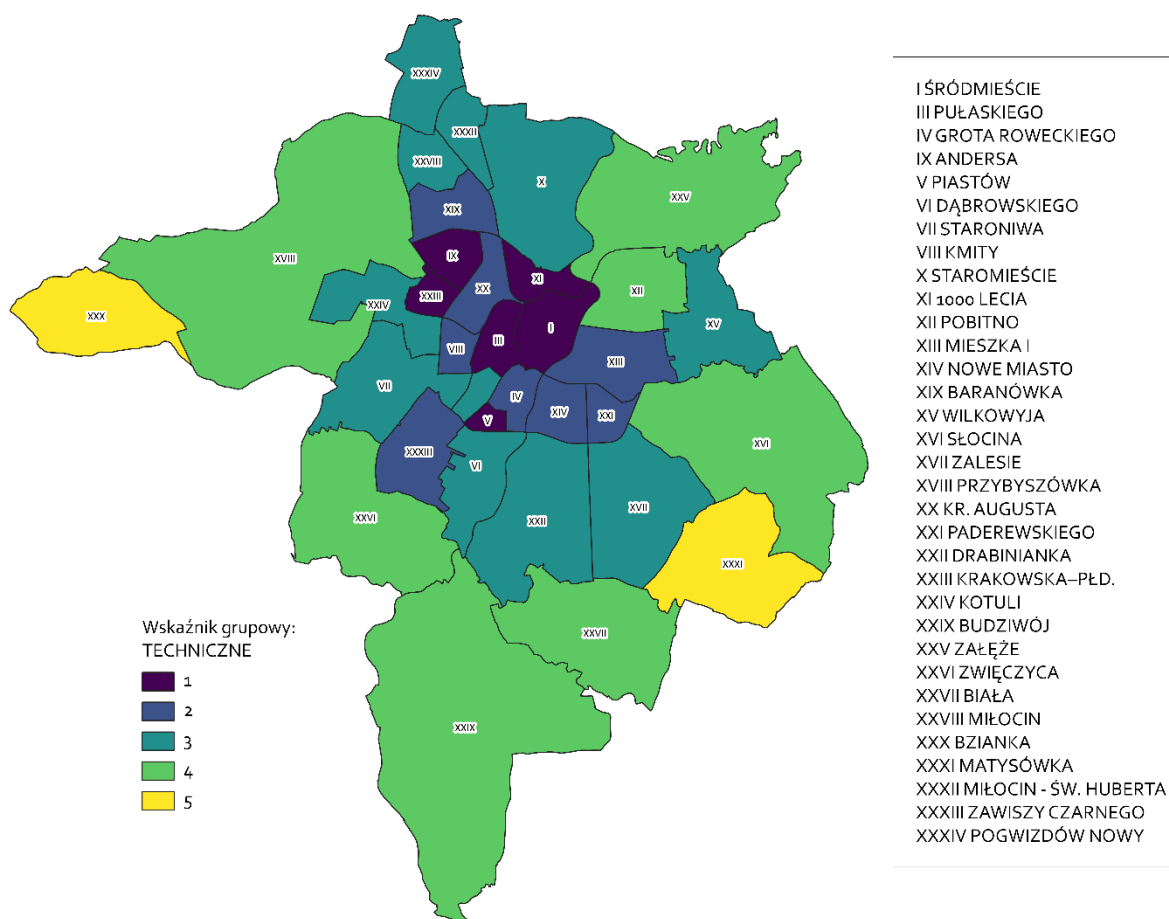 XXXIV
XXXII
XXVIII
X
XXV
XIX
IX
XVIII
XI
XX
XII
XXIII
XXIV
XXX
I
XV
III
VIII
XIII
VII
IV
XIV
XXI
V
XVI
XXXIII
VI
XVII
XXII
XXVI
XXXI
XXVII
XXIX
Wskaźnik grupowy:
TECHNICZNE
1
2
3
4
5
I ŚRÓDMIEŚCIE
III PUŁASKIEGO
IV GROTA ROWECKIEGO
IX ANDERSA
V PIASTÓW
VI DĄBROWSKIEGO
VII STARONIWA
VIII KMITY
X STAROMIEŚCIE
XI 1000 LECIA
XII POBITNO
XIII MIESZKA I
XIV NOWE MIASTO
XIX BARANÓWKA
XV WILKOWYJA
XVI SŁOCINA
XVII ZALESIE
XVIII PRZYBYSZÓWKA
XX KR. AUGUSTA
XXI PADEREWSKIEGO
XXII DRABINIANKA
XXIII KRAKOWSKA–PŁD.
XXIV KOTULI
XXIX BUDZIWÓJ
XXV ZAŁĘŻE
XXVI ZWIĘCZYCA
XXVII BIAŁA
XXVIII MIŁOCIN
XXX BZIANKA
XXXI MATYSÓWKA
XXXII MIŁOCIN - ŚW. HUBERTA
XXXIII ZAWISZY CZARNEGO
XXXIV POGWIZDÓW NOWY